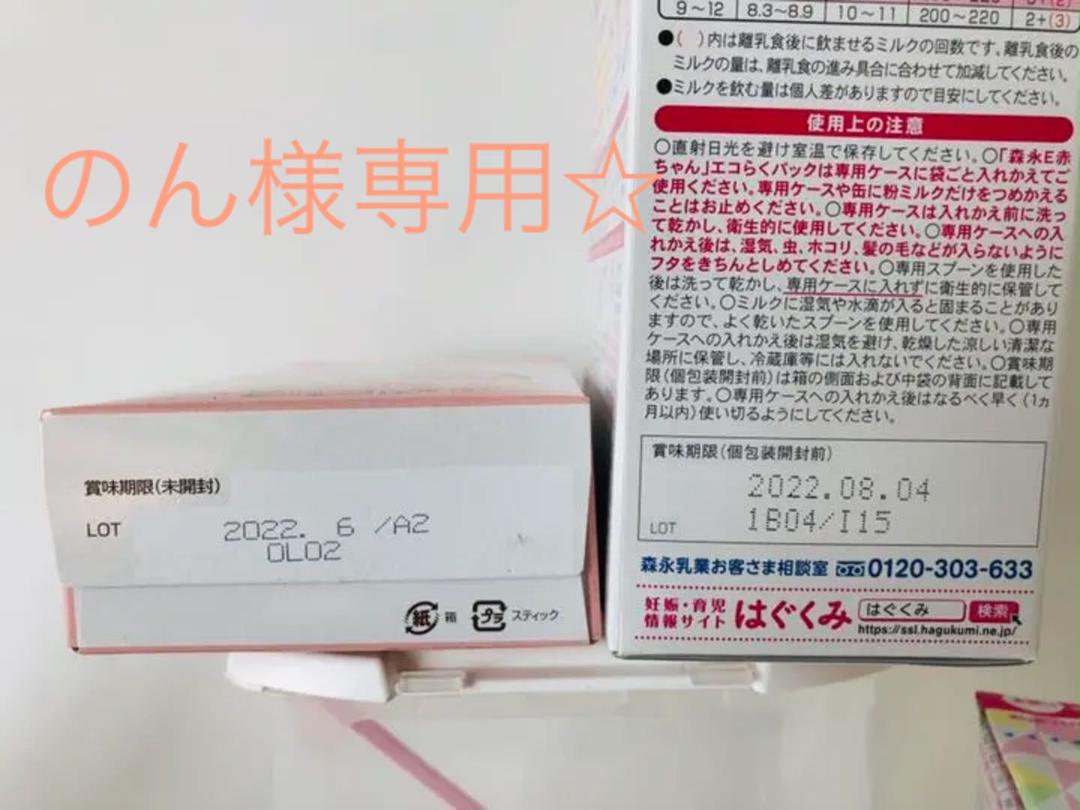 9～12 8.3～8.9 10～11 200～220 2+(3)
●( )内は離乳食後に飲ませるミルクの回数です。離乳食後の
ミルクの量は、離乳食の進み具合に合わせて加減してください。
●ミルクを飲む量は個人差がありますので目安にしてください。
使用上の注意
〇直射日光を避け室温で保存してください。〇「森永E赤
ちゃん」エコらくパックは専用ケースに袋ごと入れかえてご
使用ください。専用ケースや缶に粉ミルクだけをつめかえる
ことはお止めください。〇専用ケースは入れかえ前に洗っ
て乾かし、衛生的に使用してください。〇専用ケースへの入
れかえ後は、湿気、虫、ホコリ、髪の毛などが入らないように
フタをきちんとしめてください。〇専用スプーンを使用した
後は洗って乾かし、専用ケースに入れずに衛生的に保管して
ください。〇ミルクに湿気や水滴が入ると固まることがあり
ますので、よく乾いたスプーンを使用してください。〇専用
ケースへの入れかえ後は湿気を避け、乾燥した涼しい清潔な
場所に保管し、冷蔵庫等には入れないでください。〇賞味期
限(個包装開封前)は箱の側面および中袋の背面に記載して
あります。〇専用ケースへの入れかえ後はなるべく早く(1ヵ
月以内)使い切るようにしてください。
賞味期限(個包装開封前)
2022.08.04
LOT 1B04/I15
森永乳業お客さま相談室 0120-303-633
妊娠・育児
情報サイト はぐくみ はぐくみ 検索
https://ssl.hagukumi.ne.jp/
のん様専用☆
賞味期限(未開封)
LOT 2022. 6 /A2
0L02
紙 箱 プラ スティック